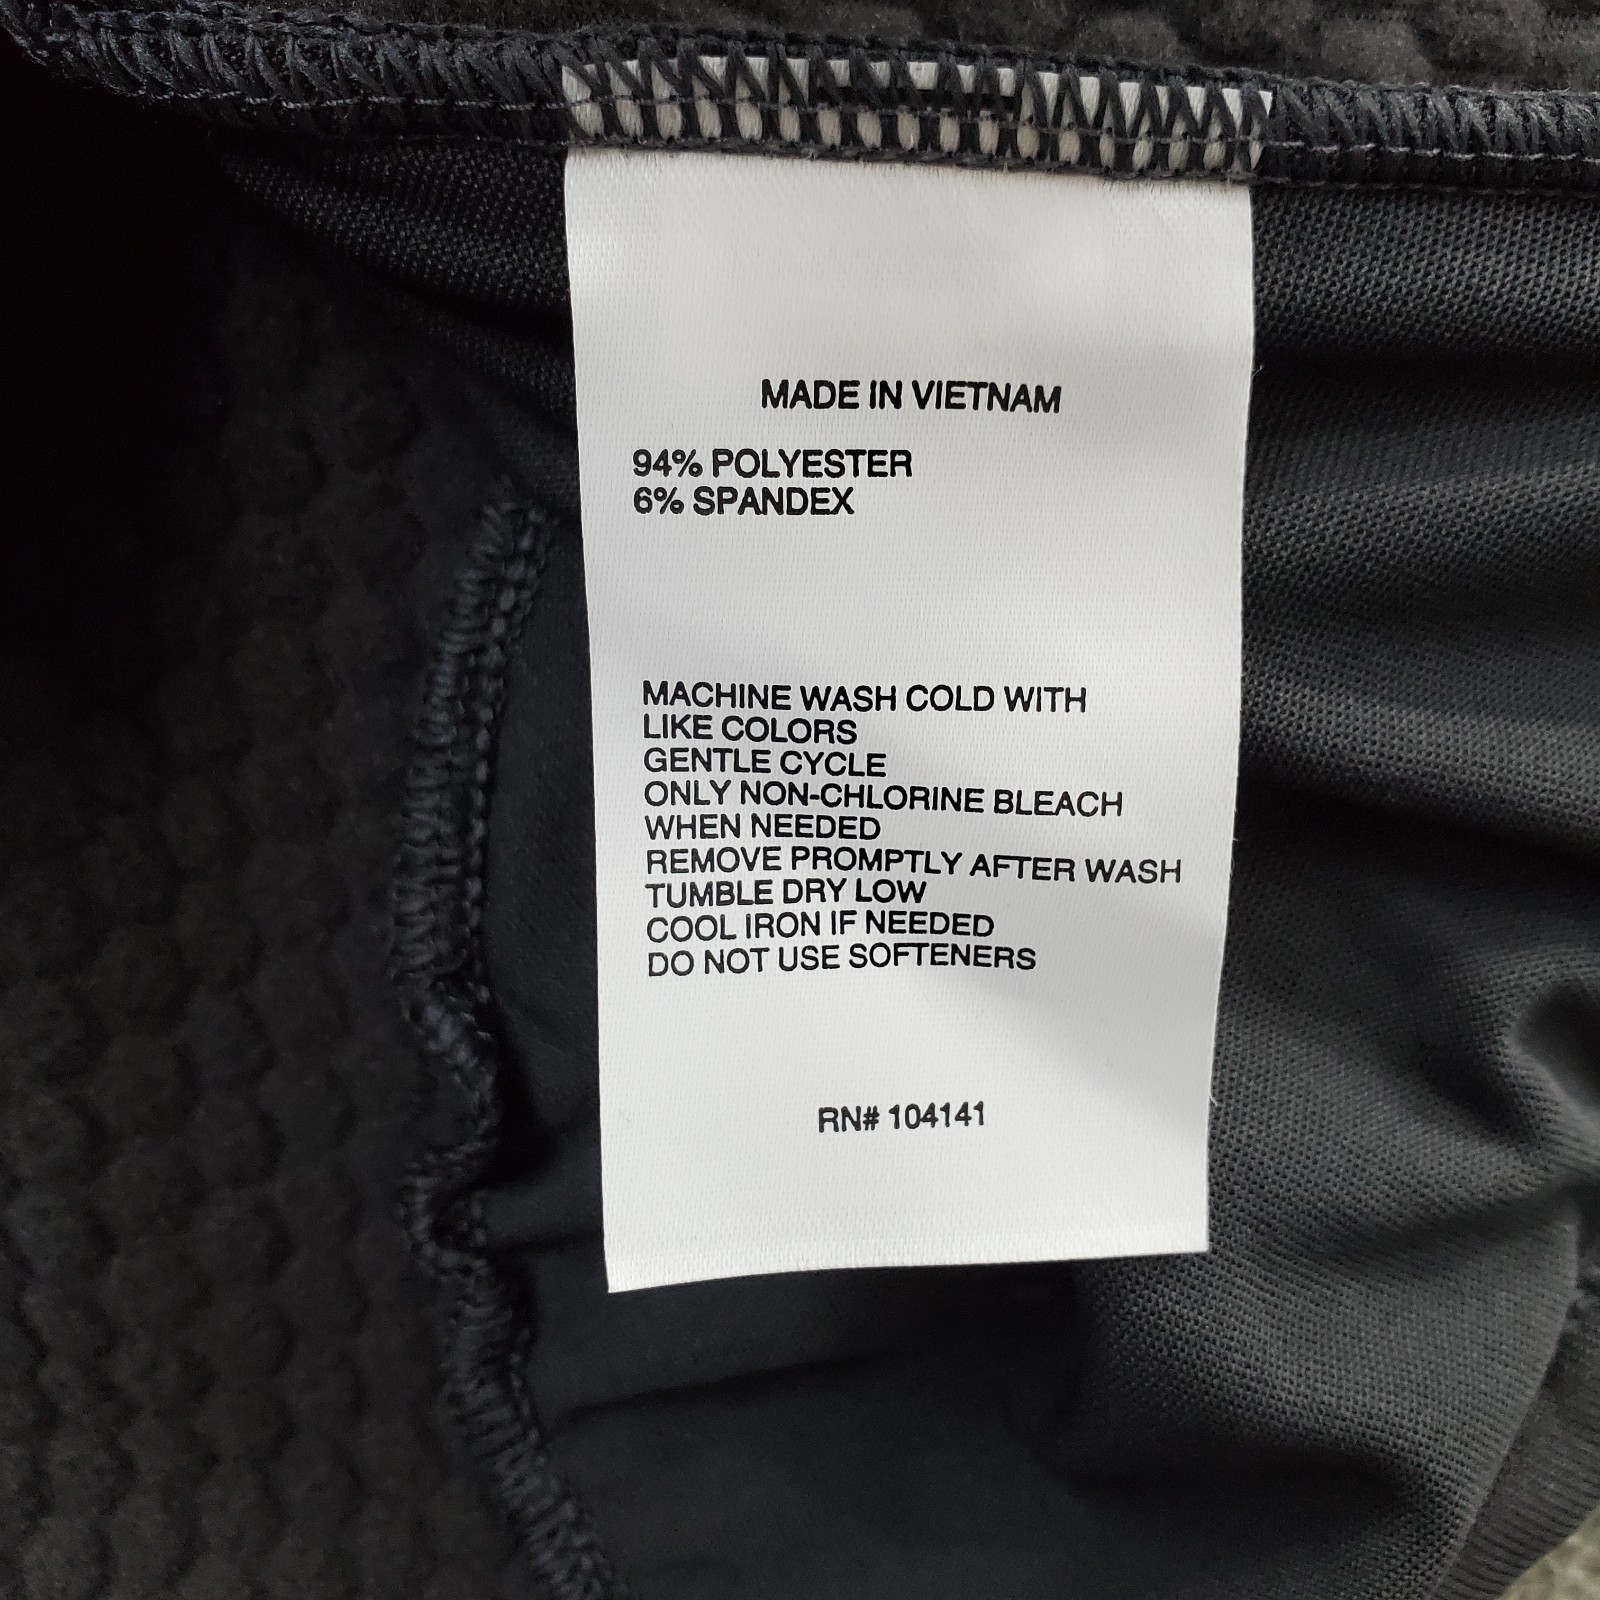 MADE IN VIETNAM
94% POLYESTER
6% SPANDEX
MACHINE WASH COLD WITH
LIKE COLORS
GENTLE CYCLE
ONLY NON-CHLORINE BLEACH
WHEN NEEDED
REMOVE PROMPTLY AFTER WASH
TUMBLE DRY LOW
COOL IRON IF NEEDED
DO NOT USE SOFTENERS
RN# 104141